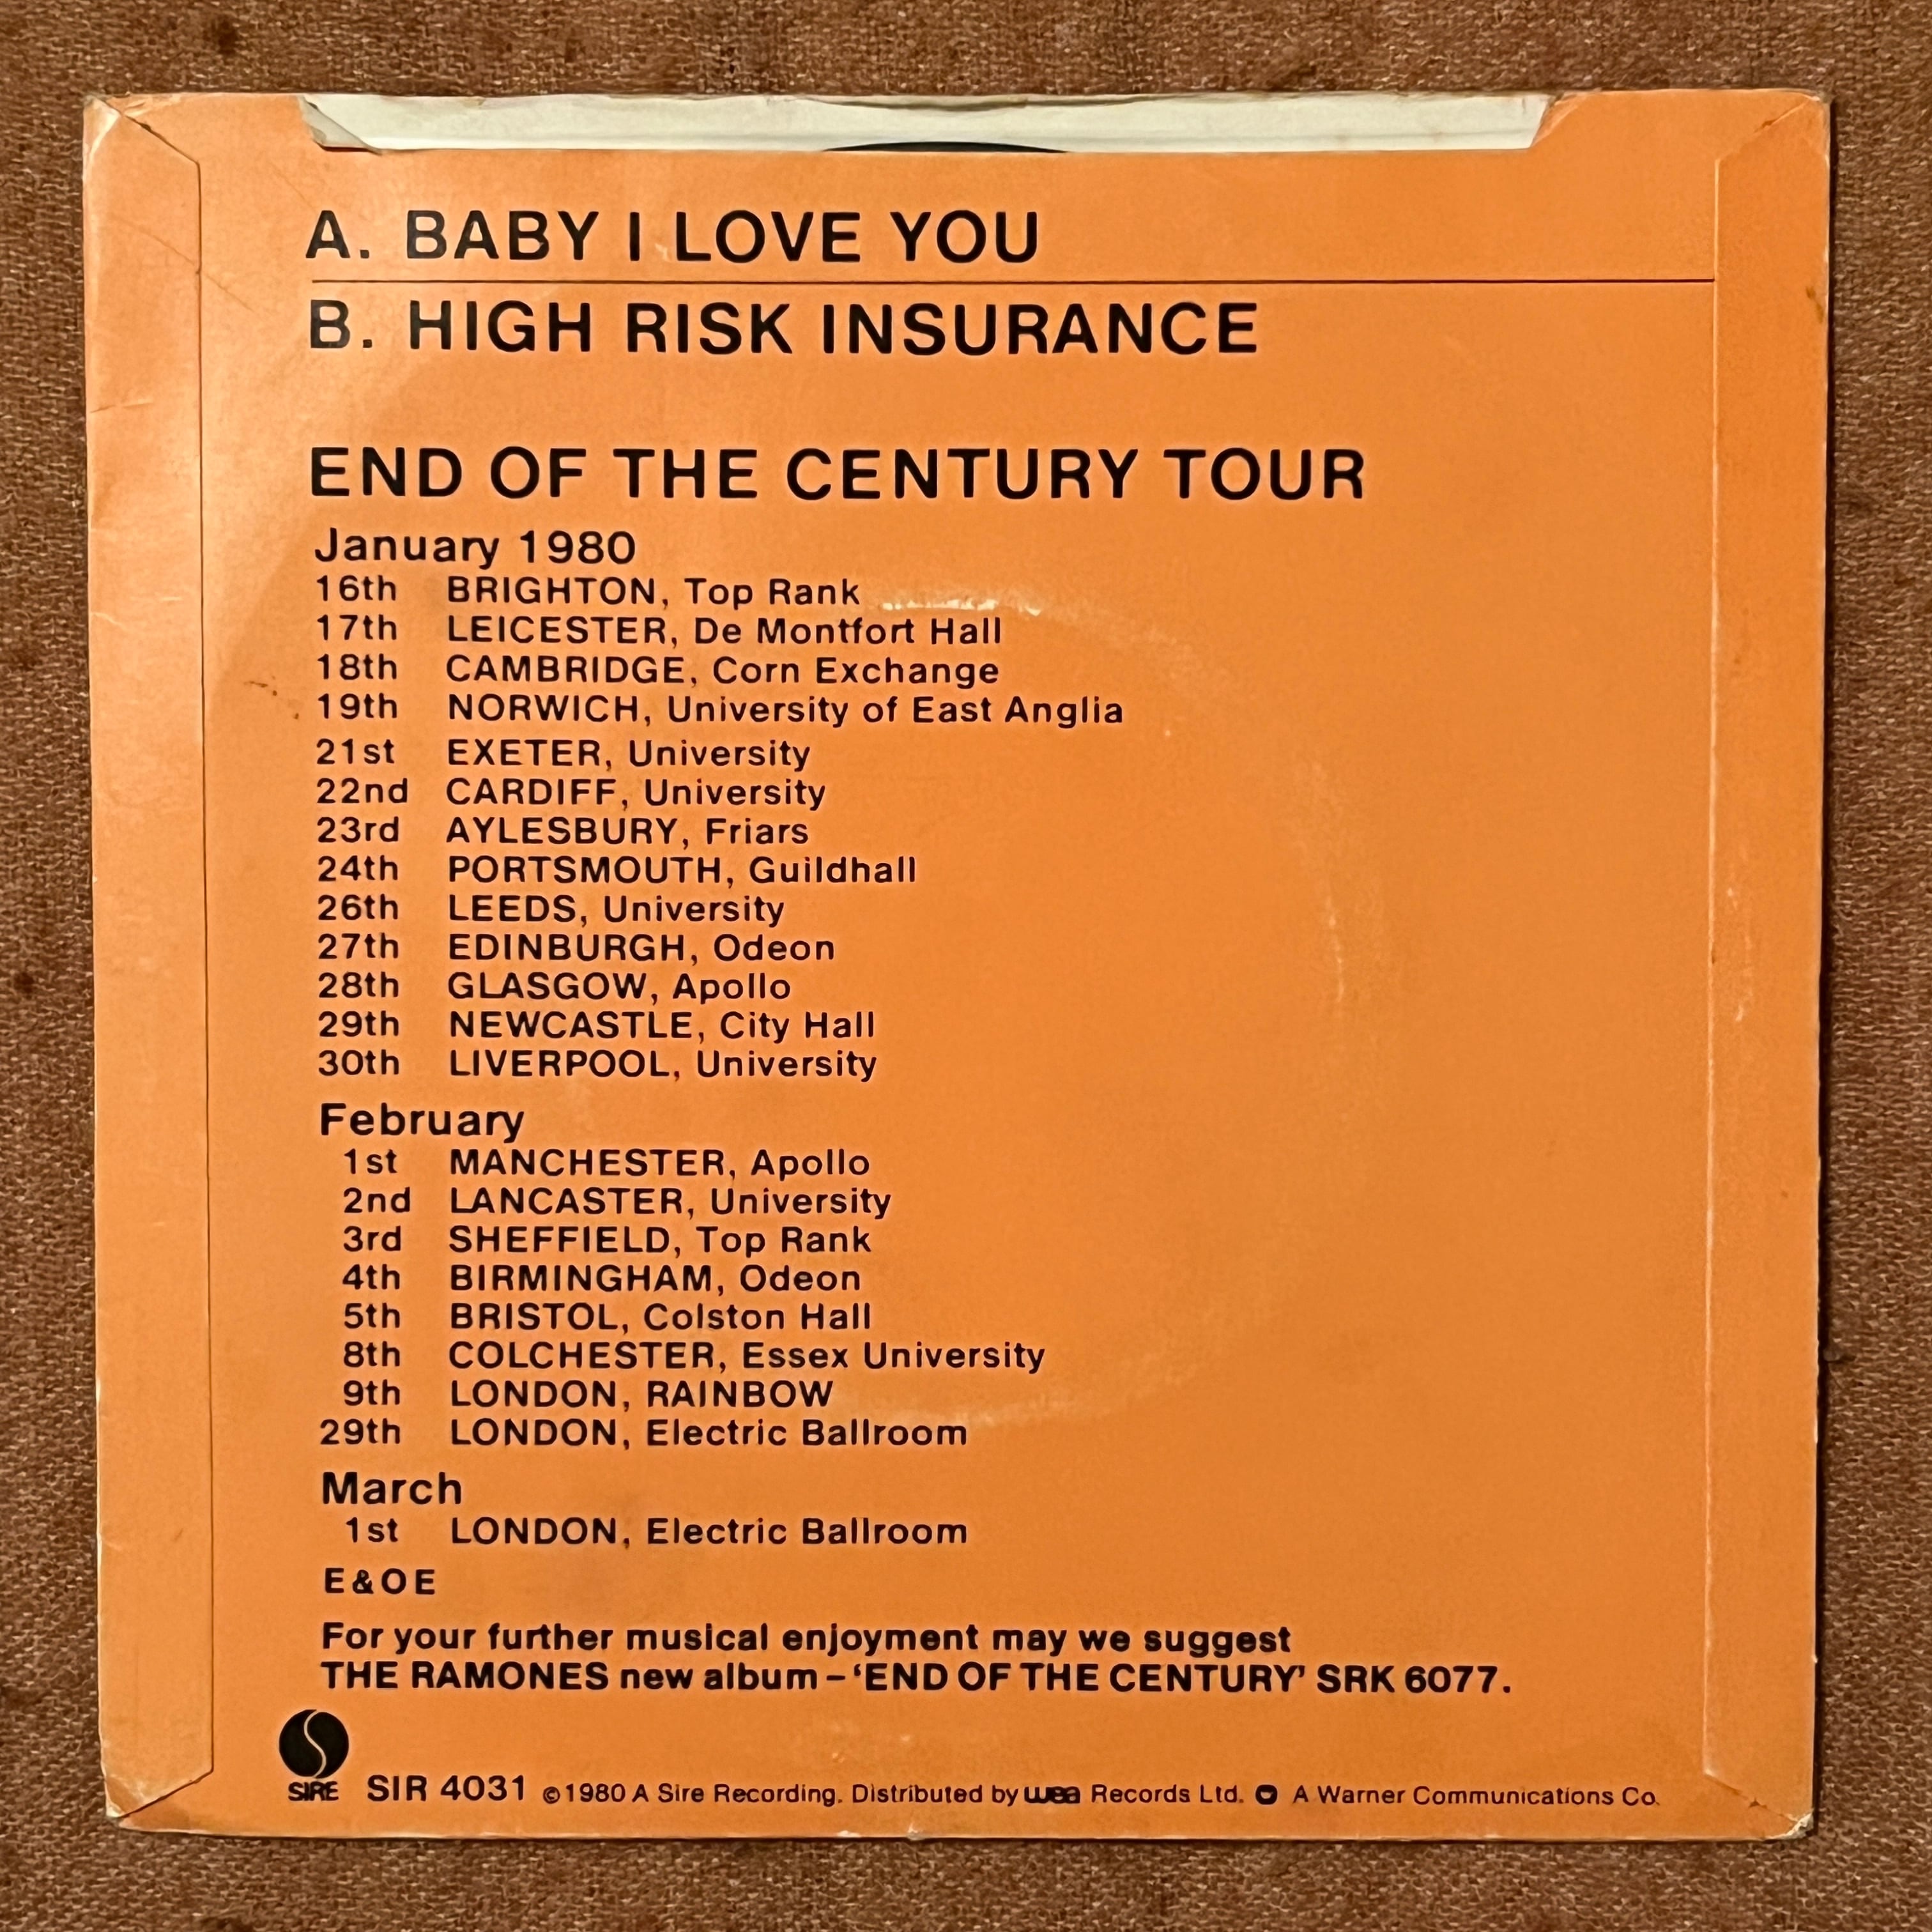 A. BABY I LOVE YOU
B. HIGH RISK INSURANCE
END OF THE CENTURY TOUR
January 1980
16th BRIGHTON, Top Rank
17th LEICESTER, De Montfort Hall
18th CAMBRIDGE, Corn Exchange
19th NORWICH, University of East Anglia
21st EXETER, University
22nd CARDIFF, University
23rd AYLESBURY, Friars
24th PORTSMOUTH, Guildhall
26th LEEDS, University
27th EDINBURGH, Odeon
28th GLASGOW, Apollo
29th NEWCASTLE, City Hall
30th LIVERPOOL, University
February
1st MANCHESTER, Apollo
2nd LANCASTER, University
3rd SHEFFIELD, Top Rank
4th BIRMINGHAM, Odeon
5th BRISTOL, Colston Hall
8th COLCHESTER, Essex University
9th LONDON, RAINBOW
29th LONDON, Electric Ballroom
March
1st LONDON, Electric Ballroom
E & O E
For your further musical enjoyment may we suggest
THE RAMONES new album – ‘END OF THE CENTURY’ SRK 6077.
SIRE SIR 4031 ©1980 A Sire Recording. Distributed by wea Records Ltd. A Warner Communications Co.